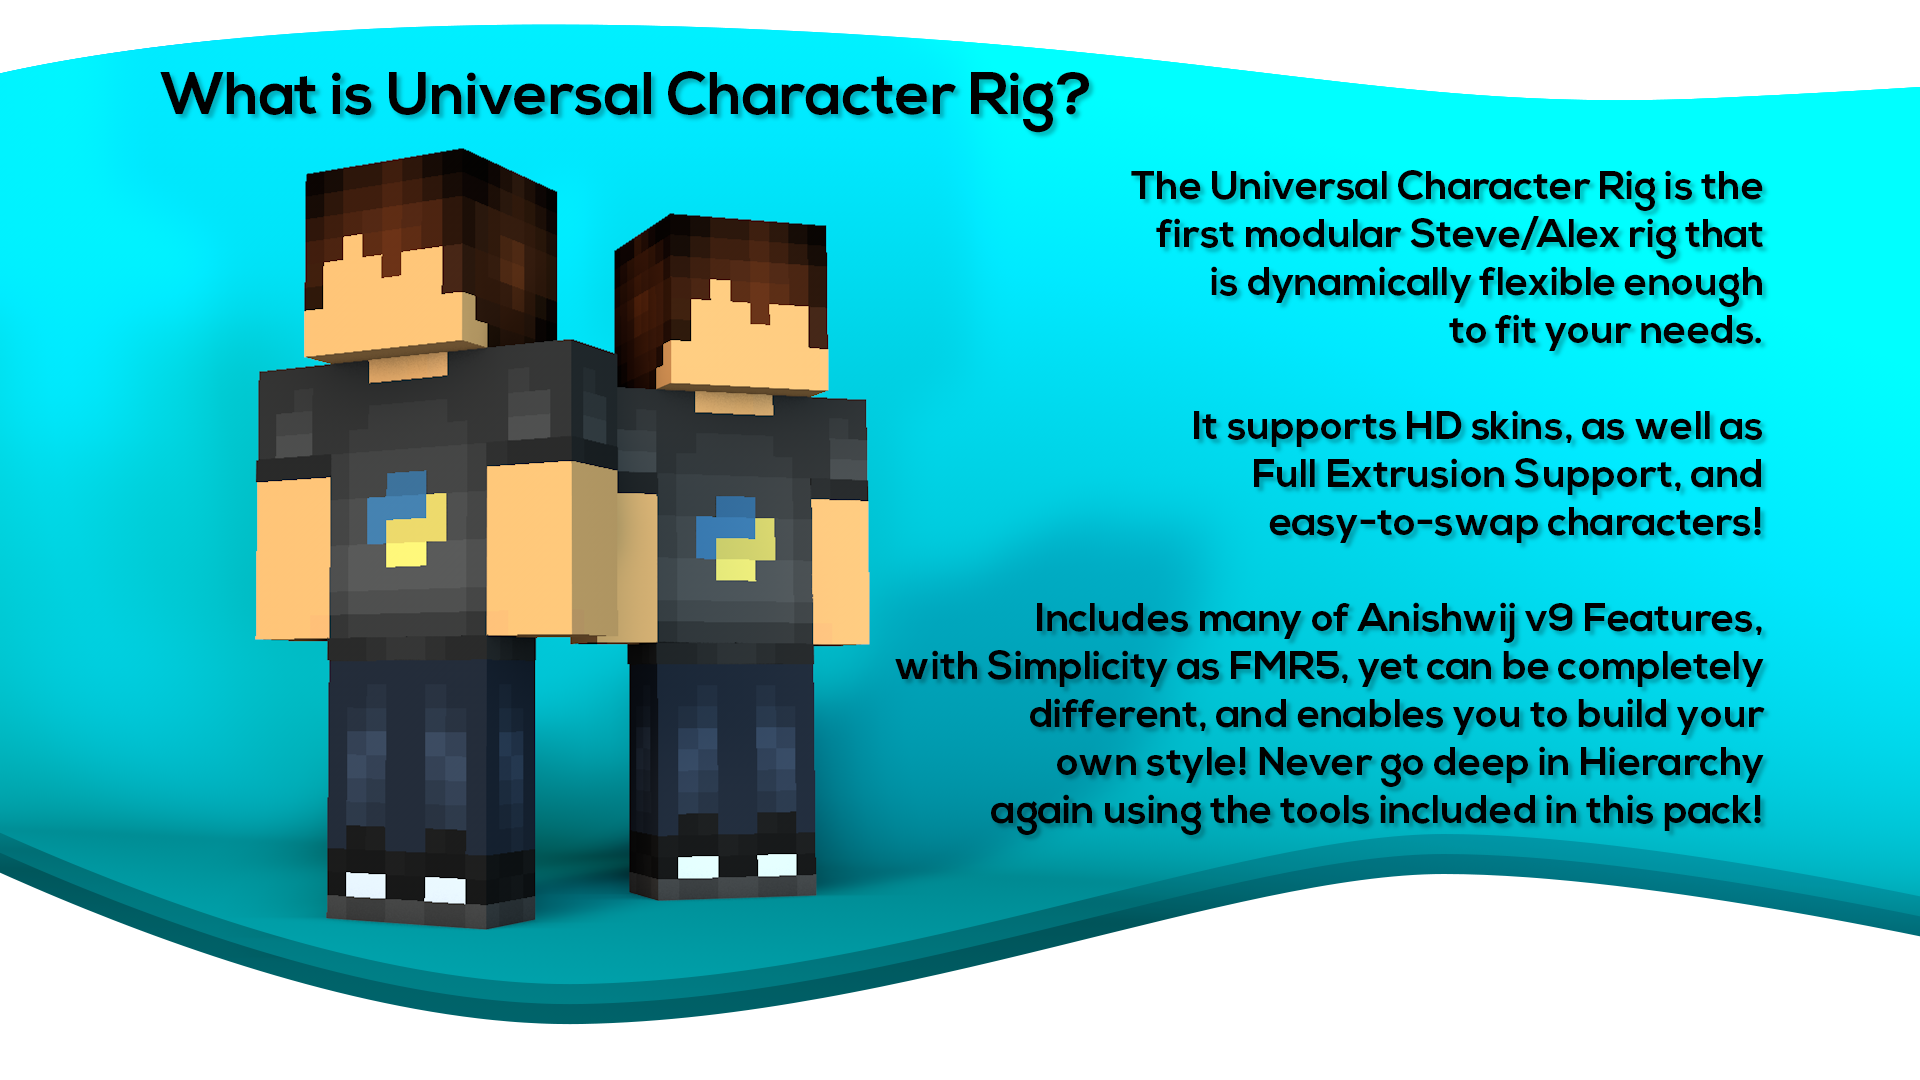 What is Universal Character Rig?
The Universal Character Rig is the
first modular Steve/Alex rig that
is dynamically flexible enough
to fit your needs.
It supports HD skins, as well as
Full Extrusion Support, and
easy-to-swap characters!
Includes many of Anishwij v9 Features,
with Simplicity as FMR5, yet can be completely
different, and enables you to build your
own style! Never go deep in Hierarchy
again using the tools included in this pack!